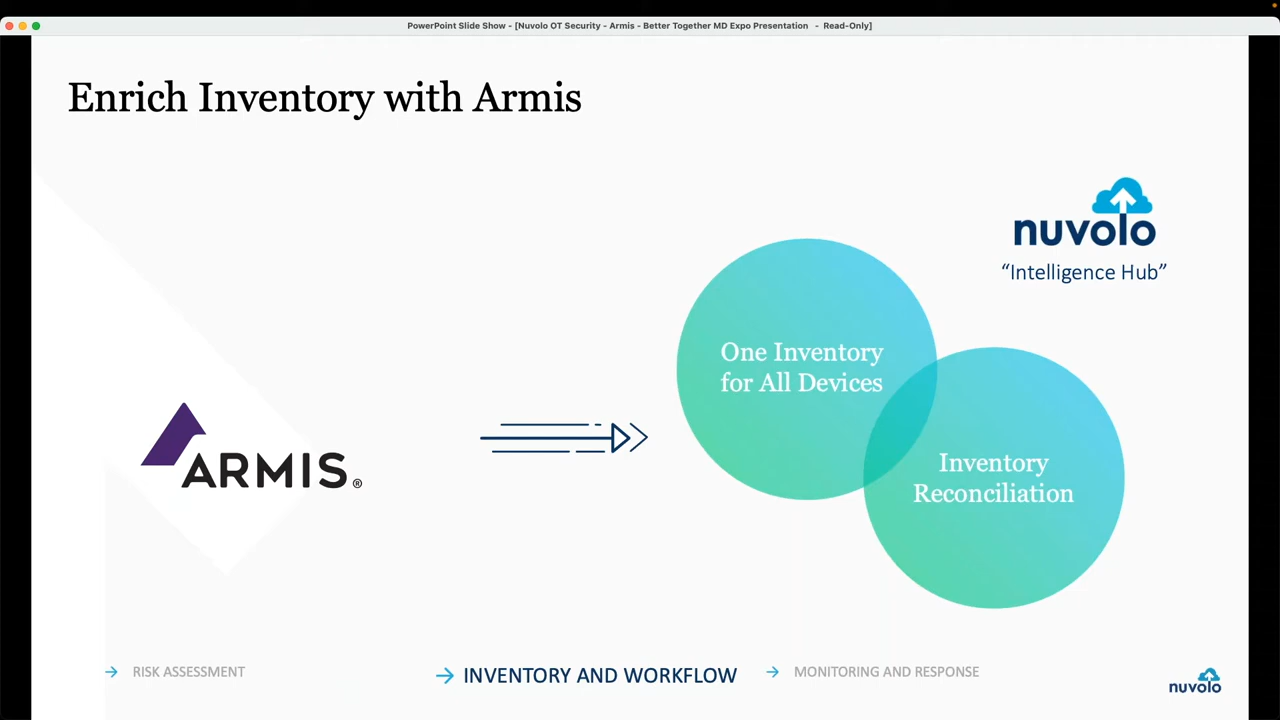 PowerPoint Slide Show - [Nuvolo OT Security - Armis - Better Together MD Expo Presentation - Read-Only]
Enrich Inventory with Armis
nuvolo
“Intelligence Hub”
One Inventory
for All Devices
Inventory
Reconciliation
ARMIS®
RISK ASSESSMENT
INVENTORY AND WORKFLOW
MONITORING AND RESPONSE
nuvolo